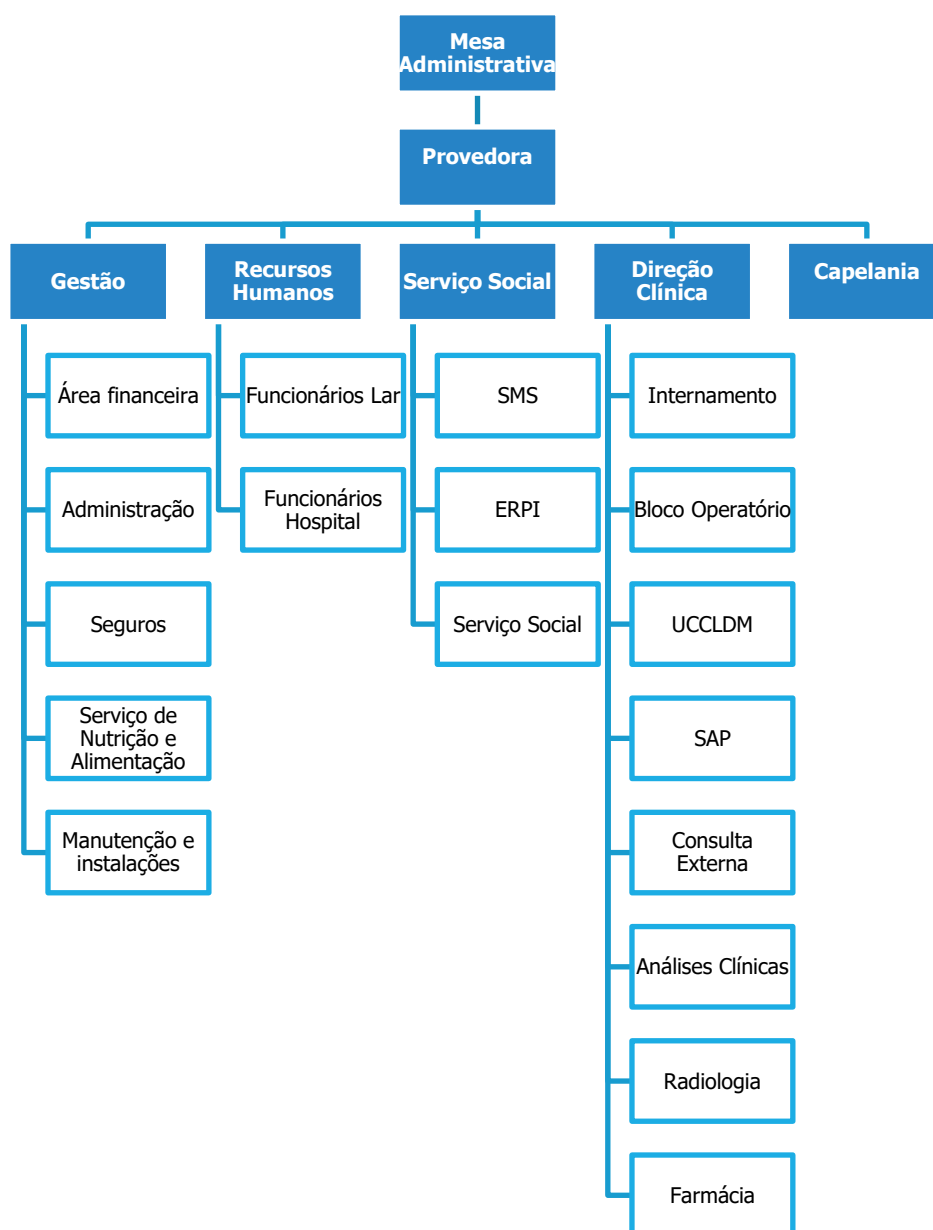 Mesa
Administrativa
Provedora
Gestão
Recursos
Humanos
Serviço Social
Direção
Clínica
Capelania
Área financeira
Funcionários Lar
SMS
Internamento
Administração
Funcionários
Hospital
ERPI
Bloco Operatório
Seguros
Serviço Social
UCCLDM
Serviço de
Nutrição e
Alimentação
SAP
Manutenção e
instalações
Consulta
Externa
Análises Clínicas
Radiologia
Farmácia